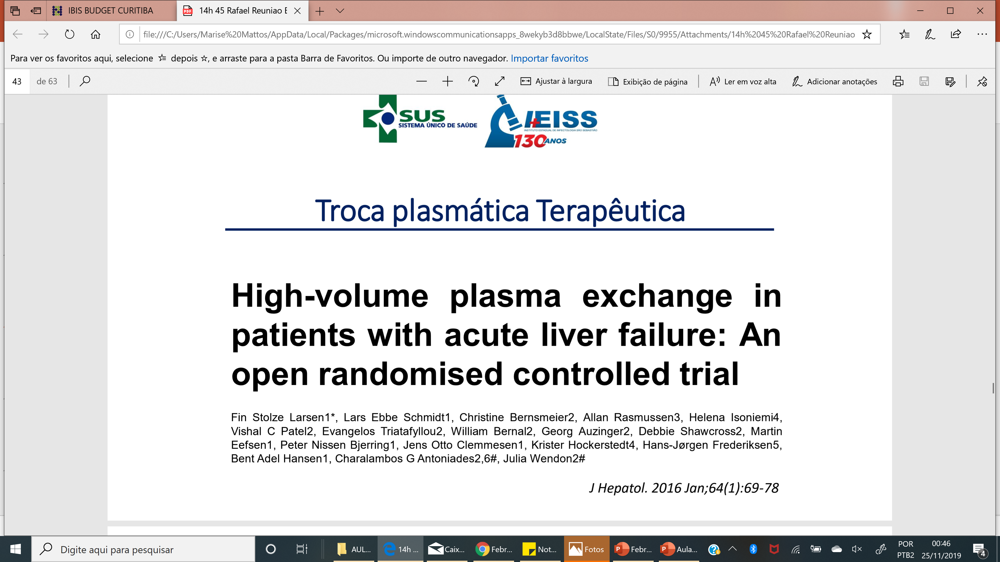 IBIS BUDGET CURITIBA
PDF
14h 45 Rafael Reuniao E
file:///C:/Users/Marise%20Mattos/AppData/Local/Packages/microsoft.windowscommunicationsapps_8wekyb3d8bbwe/LocalState/Files/S0/9955/Attachments/14h%2045%20Rafael%20Reuniao
Para ver os favoritos aqui, selecione depois , e arraste para a pasta Barra de Favoritos. Ou importe de outro navegador. Importar favoritos
43 de 63
Ajustar à largura
Exibição de página
Ler em voz alta
Adicionar anotações
SUS
SISTEMA ÚNICO DE SAÚDE
IEISS
INSTITUTO ESTADUAL DE INFECTOLOGIA SÃO SEBASTIÃO
130 ANOS
Troca plasmática Terapêutica
High-volume plasma exchange in
patients with acute liver failure: An
open randomised controlled trial
Fin Stolze Larsen1*, Lars Ebbe Schmidt1, Christine Bernsmeier2, Allan Rasmussen3, Helena Isoniemi4,
Vishal C Patel2, Evangelos Triatafyllou2, William Bernal2, Georg Auzinger2, Debbie Shawcross2, Martin
Eefsen1, Peter Nissen Bjerring1, Jens Otto Clemmesen1, Krister Hockerstedt4, Hans-Jørgen Frederiksen5,
Bent Adel Hansen1, Charalambos G Antoniades2,6#, Julia Wendon2#
J Hepatol. 2016 Jan;64(1):69-78
Digite aqui para pesquisar
AUL...
14h ...
Caix...
Febr...
Not...
Fotos
Febr...
Aula...
POR
PTB2
00:46
25/11/2019
4